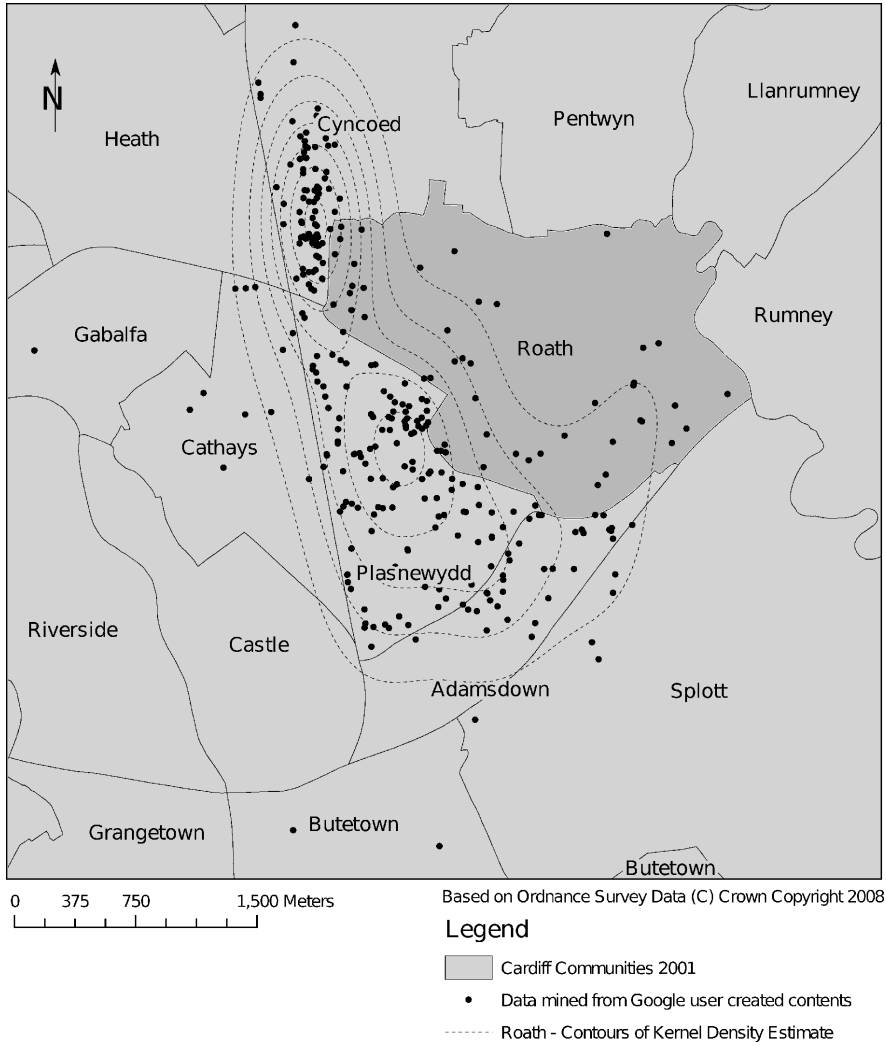 Llanrumney
Pentwyn
Cyncoed
N
Heath
Rumney
Gabalfa
Roath
Cathays
Plasnewydd
Riverside
Castle
Adamsdown
Splott
Butetown
Grangetown
Butetown
0 375 750 1,500 Meters
Based on Ordnance Survey Data (C) Crown Copyright 2008
Legend
Cardiff Communities 2001
Data mined from Google user created contents
Roath - Contours of Kernel Density Estimate